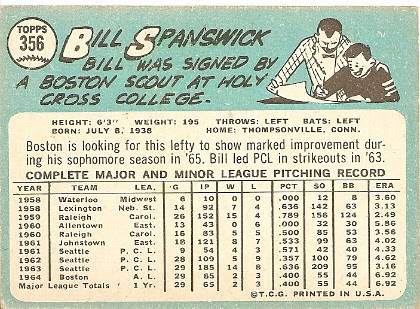 TOPPS
356
BILL SPANSWICK
BILL WAS SIGNED BY
A BOSTON SCOUT AT HOLY
CROSS COLLEGE.
HEIGHT: 6'3" WEIGHT: 195 THROWS: LEFT BATS: LEFT
BORN: JULY 8, 1938 HOME: THOMPSONVILLE, CONN.
Boston is looking for this lefty to show marked improvement dur-
ing his sophomore season in '65. Bill led PCL in strikeouts in '63.
COMPLETE MAJOR AND MINOR LEAGUE PITCHING RECORD
YEAR TEAM LEA. G IP W L PCT SO BB ERA
1958 Waterloo Midwest 6 10 0 0 .000 8 12 3.60
1958 Lexington Neb. St. 14 92 7 4 .636 142 63 3.13
1959 Raleigh Carol. 26 152 15 4 .789 158 124 2.49
1960 Allentown East. 13 43 0 6 .000 32 30 5.86
1960 Raleigh Carol. 16 83 5 5 .500 85 53 3.56
1961 Johnstown East. 18 121 8 8 .533 99 62 4.02
1961 Seattle P.C.L. 9 54 4 3 .571 42 40 4.33
1962 Seattle P.C.L. 28 109 5 9 .357 100 79 4.62
1963 Seattle P.C.L. 29 185 14 8 .636 209 95 3.16
1964 Boston A.L. 29 65 2 3 .400 55 44 6.92
Major League Totals 1 Yr. 29 65 2 3 .400 55 44 6.92
© T.C.G. PRINTED IN U.S.A.